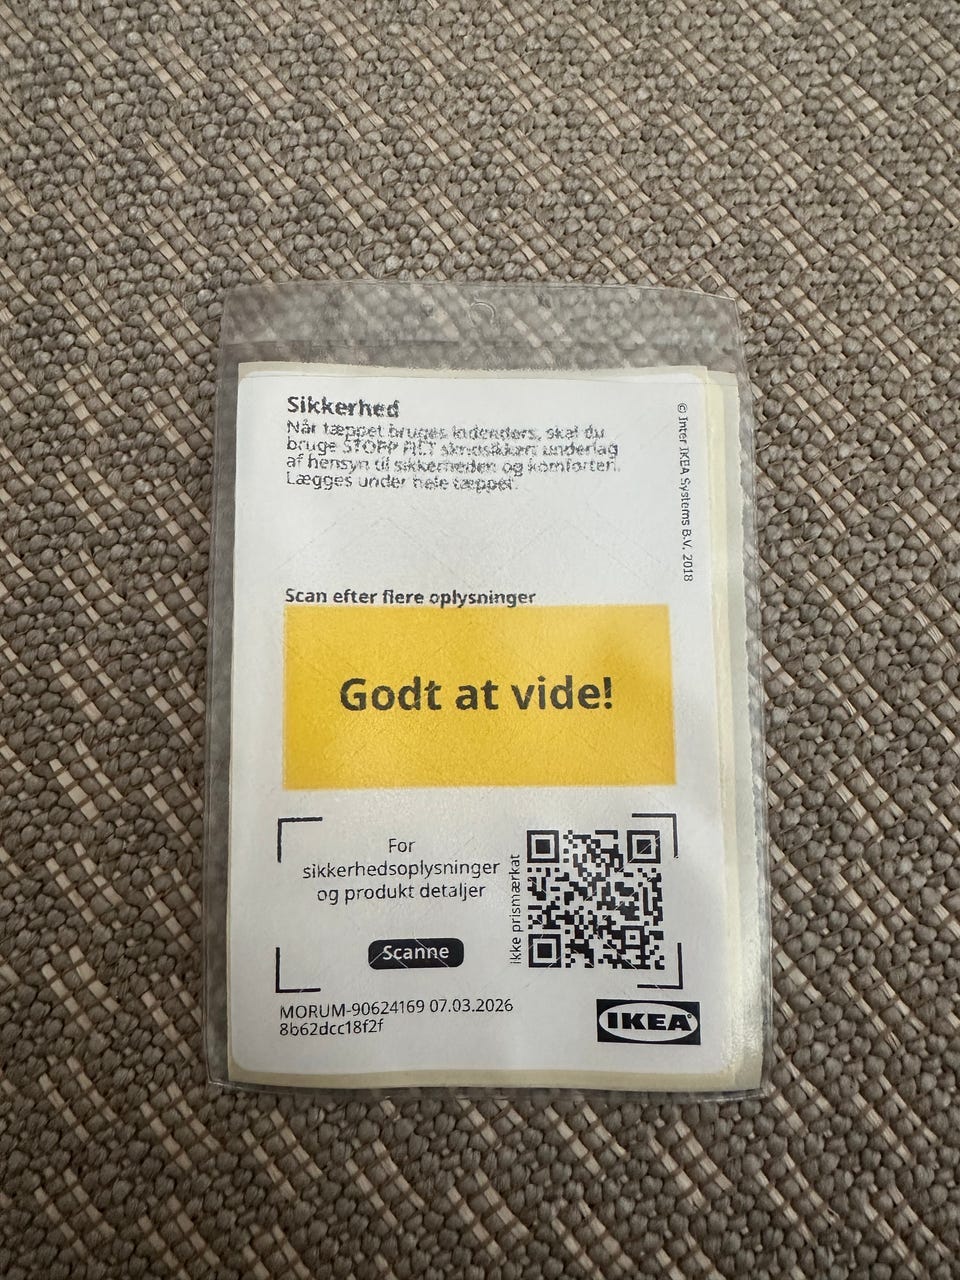 Sikkerhed
Når tæppet bruges indendørs, skal du
bruge STOPP FILT skridsikkert underlag
af hensyn til sikkerheden og komforten.
Lægges under hele tæppet.
© Inter IKEA Systems B.V. 2018
Scan efter flere oplysninger
Godt at vide!
For
sikkerhedsoplysninger
og produkt detaljer
Scanne
ikke prismærkat
MORUM-90624169 07.03.2026
8b62dcc18f2f
IKEA